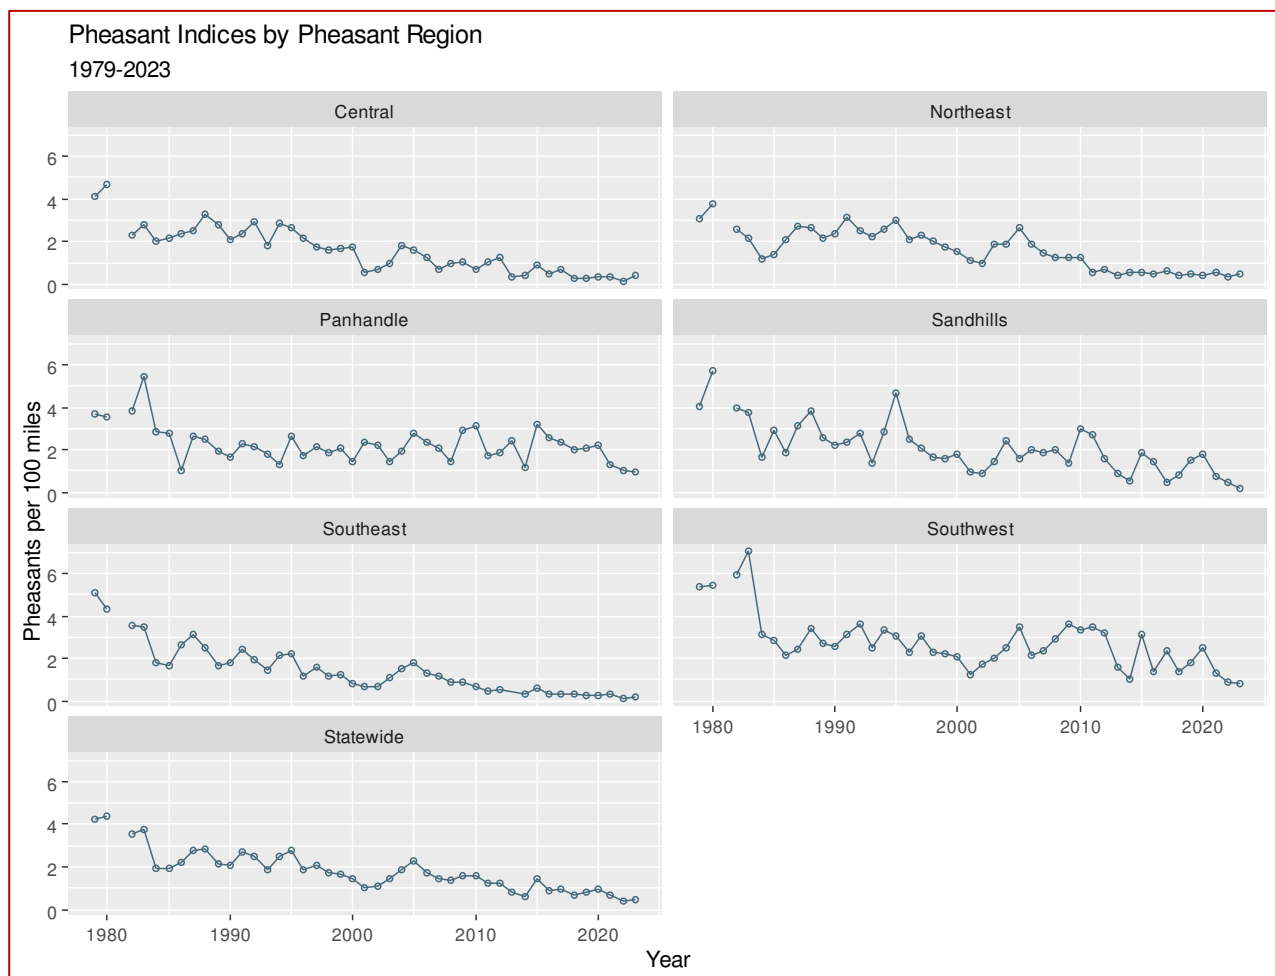 Pheasant Indices by Pheasant Region
1979-2023
Central
Northeast
6
4
2
0
Panhandle
Sandhills
6
4
2
0
Pheasants per 100 miles
Southeast
Southwest
6
4
2
0
1980 1990 2000 2010 2020
Statewide
6
4
2
0
1980 1990 2000 2010 2020
Year